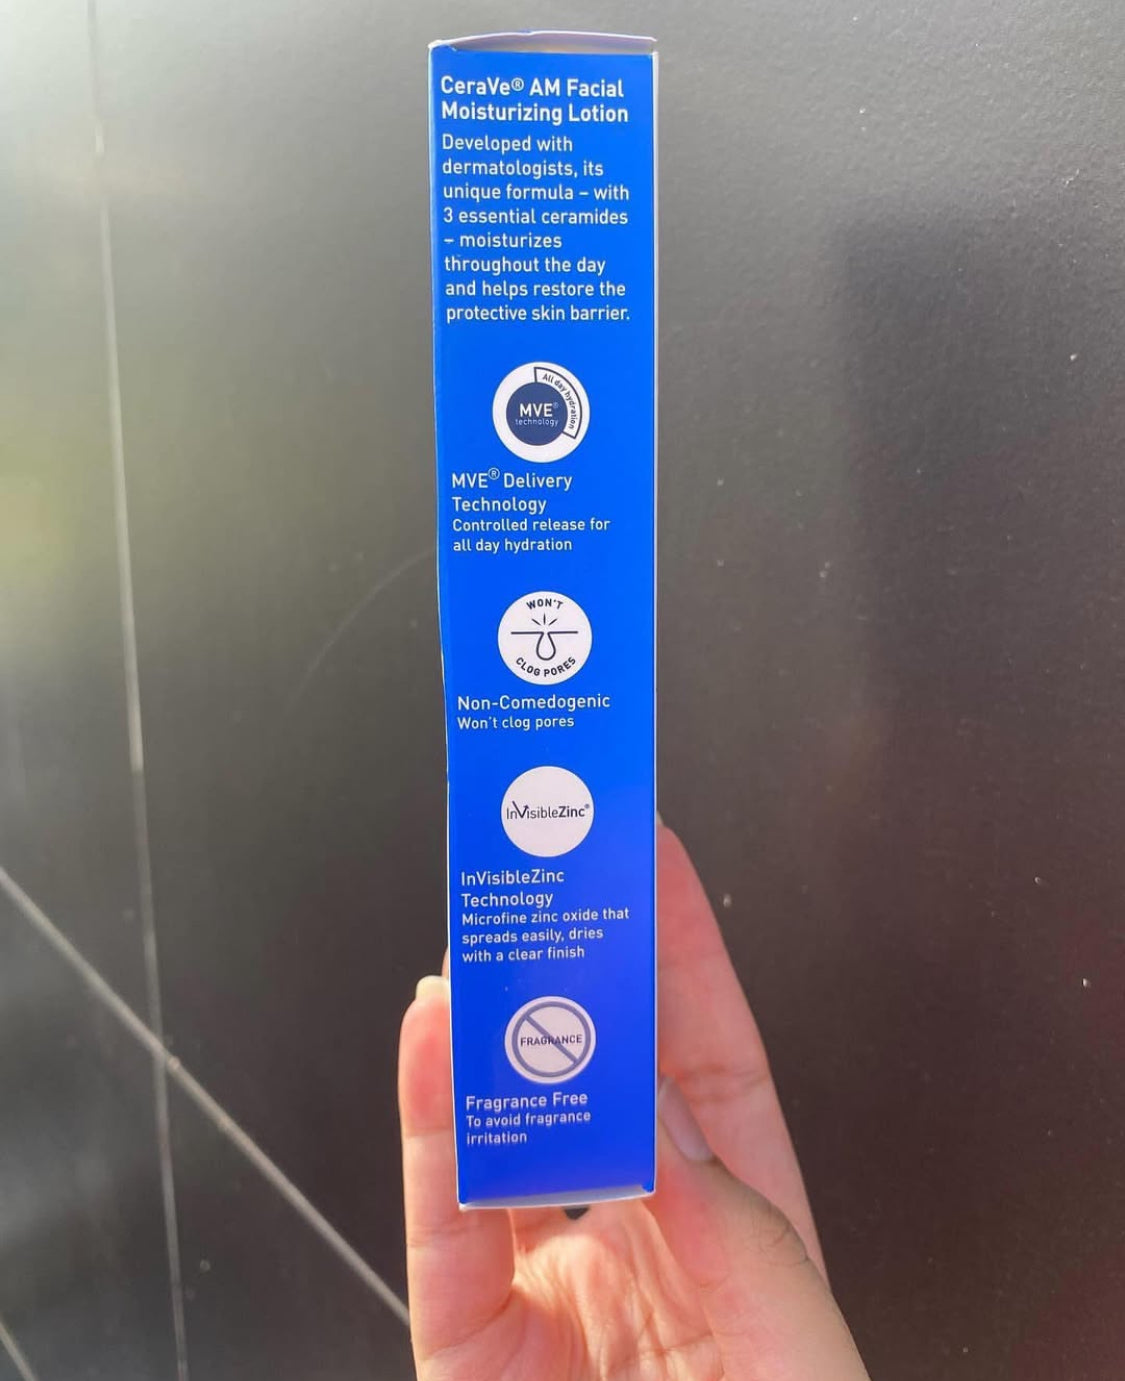 CeraVe® AM Facial
Moisturizing Lotion
Developed with
dermatologists, its
unique formula – with
3 essential ceramides
– moisturizes
throughout the day
and helps restore the
protective skin barrier.
All day hydration
MVE®
technology
MVE® Delivery
Technology
Controlled release for
all day hydration
WON'T
CLOG PORES
Non-Comedogenic
Won't clog pores
InVisibleZinc®
InVisibleZinc
Technology
Microfine zinc oxide that
spreads easily, dries
with a clear finish
FRAGRANCE
Fragrance Free
To avoid fragrance
irritation